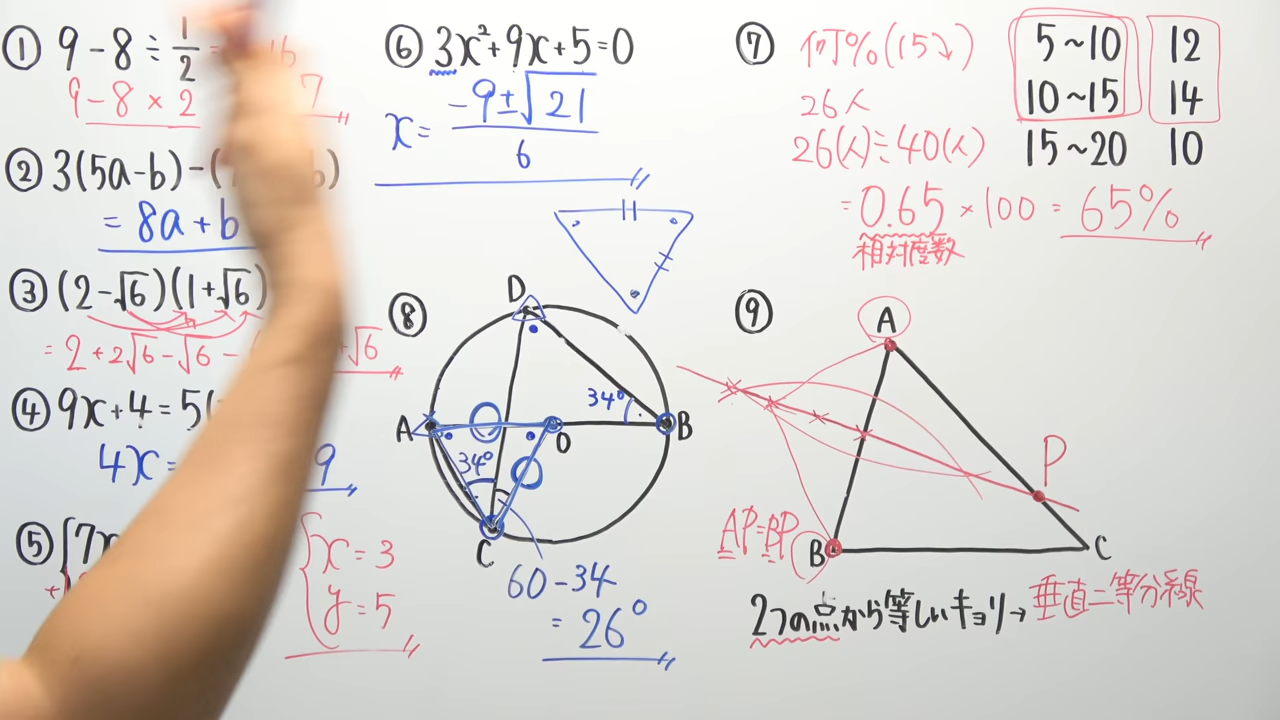 ① 9-8÷1/2 =
9-8×2
7
② 3(5a-b)-(
b)
=8a+b
③ (2-√6)(1+√6)
=2+2√6-√6-
√6
④ 9x+4=5(
4x=
9
⑤ {7x
{x=3
y=5
⑥ 3x²+9x+5=0
x=(-9±√21)/6
⑦ 何%(15↘)
26人
26(人)÷40(人)
=0.65×100=65%
相対度数
5~10 12
10~15 14
15~20 10
⑧
D
A
O
B
C
34°
34°
60-34
=26°
⑨
A
P
B
C
AP=BP
2つの点から等しいキョリ→垂直二等分線